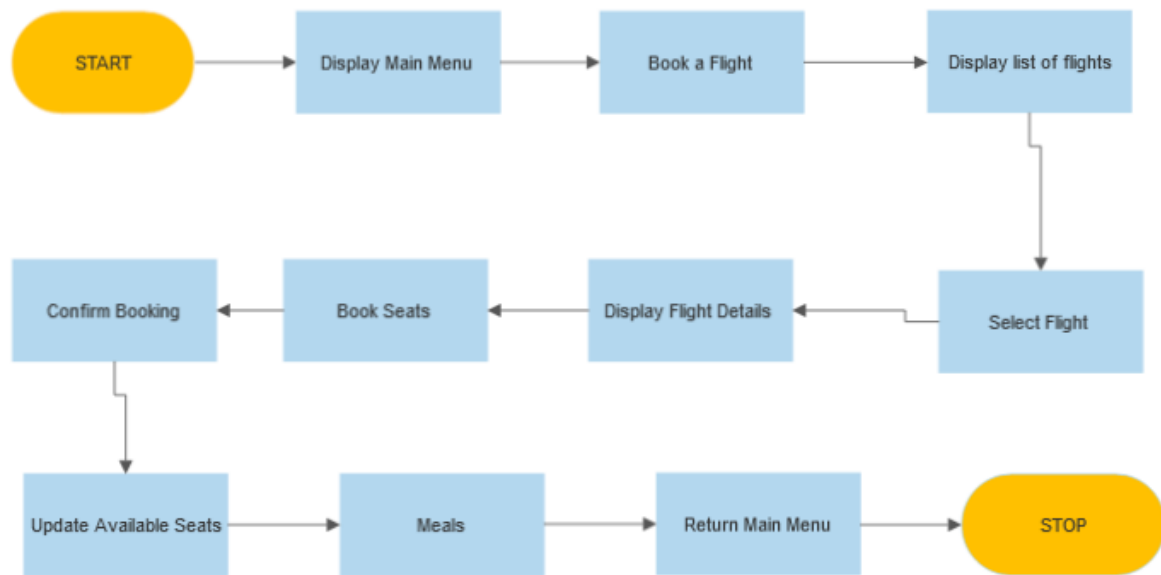 START
Display Main Menu
Book a Flight
Display list of flights
Select Flight
Display Flight Details
Book Seats
Confirm Booking
Update Available Seats
Meals
Return Main Menu
STOP